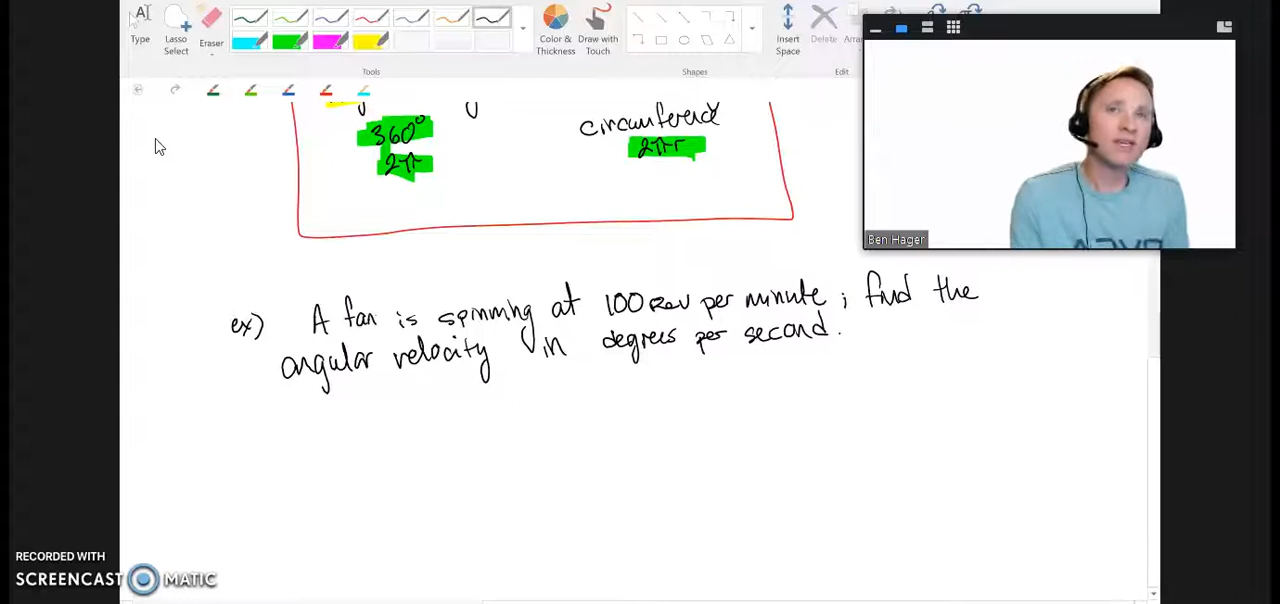 Type
Lasso
Select
Eraser
Color &
Thickness
Draw with
Touch
Insert
Space
Delete
Tools
Shapes
Edit
360°
2π
circumference
2πr
Ben Hager
ex) A fan is spinning at 100 rev per minute; find the
angular velocity in degrees per second.
RECORDED WITH
SCREENCAST MATIC